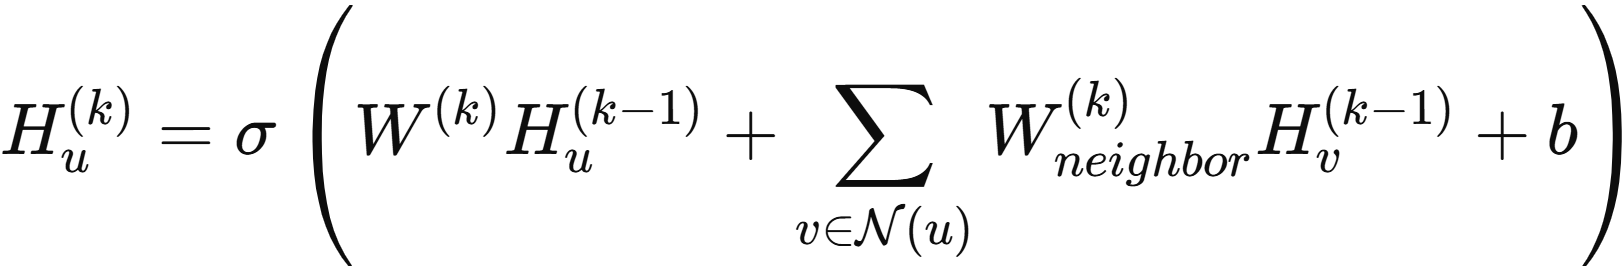 H_u^{(k)} = \sigma \left( W^{(k)} H_u^{(k-1)} + \sum_{v \in \mathcal{N}(u)} W_{neighbor}^{(k)} H_v^{(k-1)} + b \right)